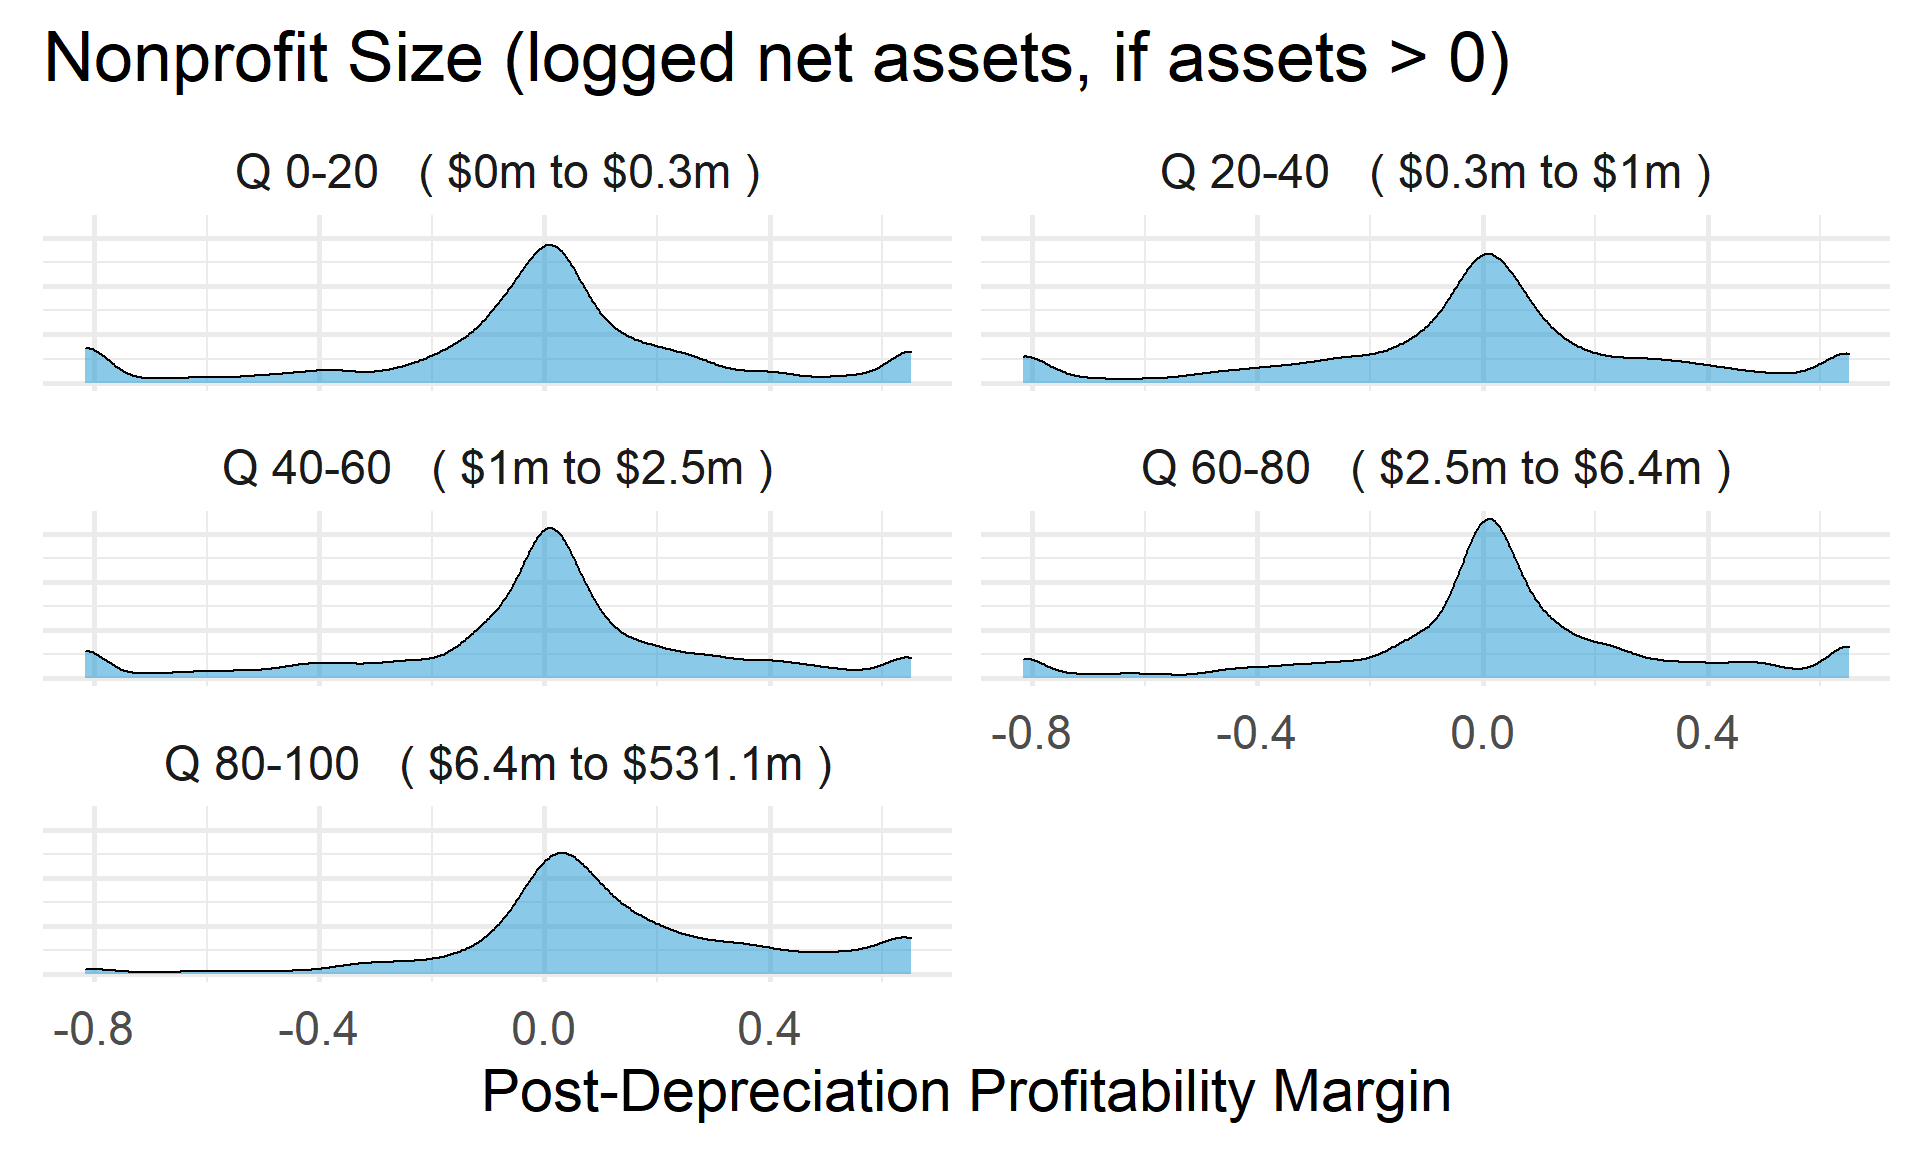 Nonprofit Size (logged net assets, if assets > 0)
Q 0-20 ( $0m to $0.3m )
Q 20-40 ( $0.3m to $1m )
Q 40-60 ( $1m to $2.5m )
Q 60-80 ( $2.5m to $6.4m )
-0.8 -0.4 0.0 0.4
Q 80-100 ( $6.4m to $531.1m )
-0.8 -0.4 0.0 0.4
Post-Depreciation Profitability Margin